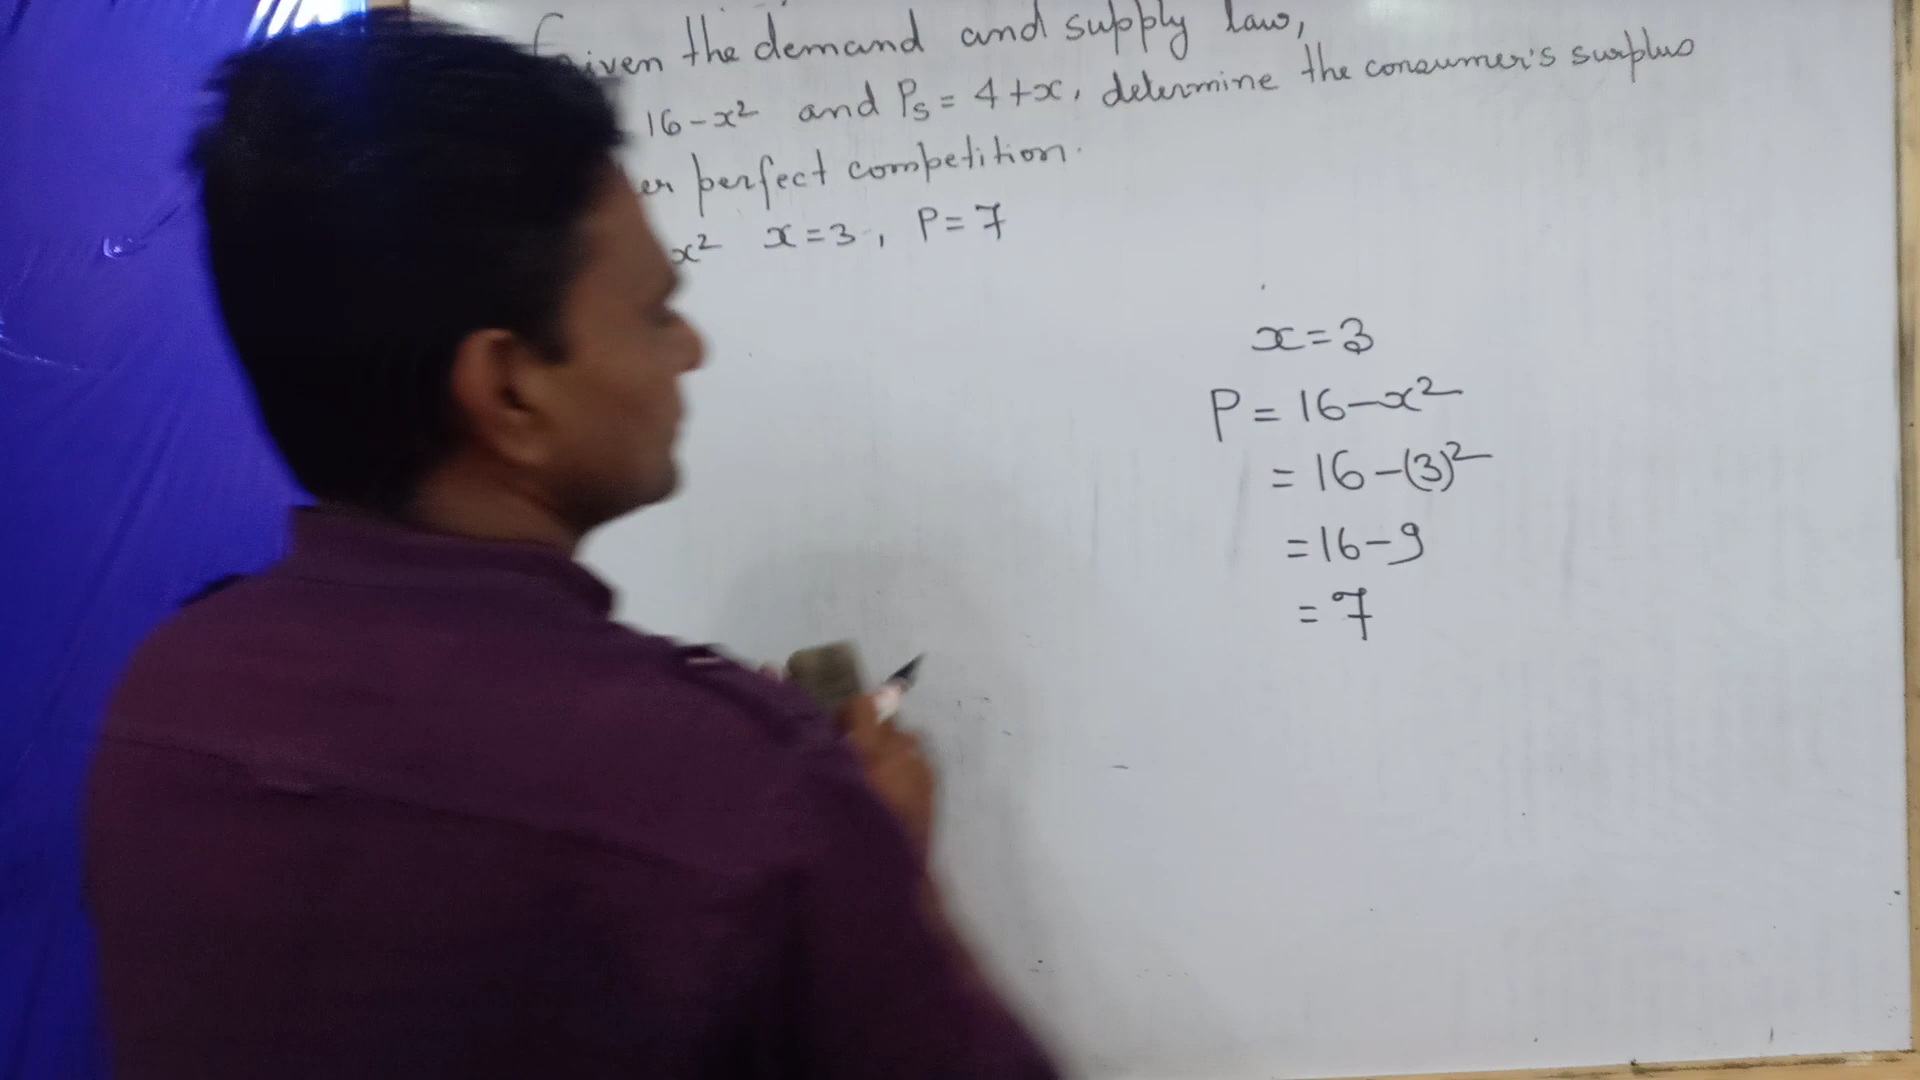 Given the demand and supply law,
16-x² and Ps = 4+x, determine the consumer's surplus
er perfect competition.
x² x=3, P=7
x=3
P = 16-x²
= 16-(3)²
=16-9
=7